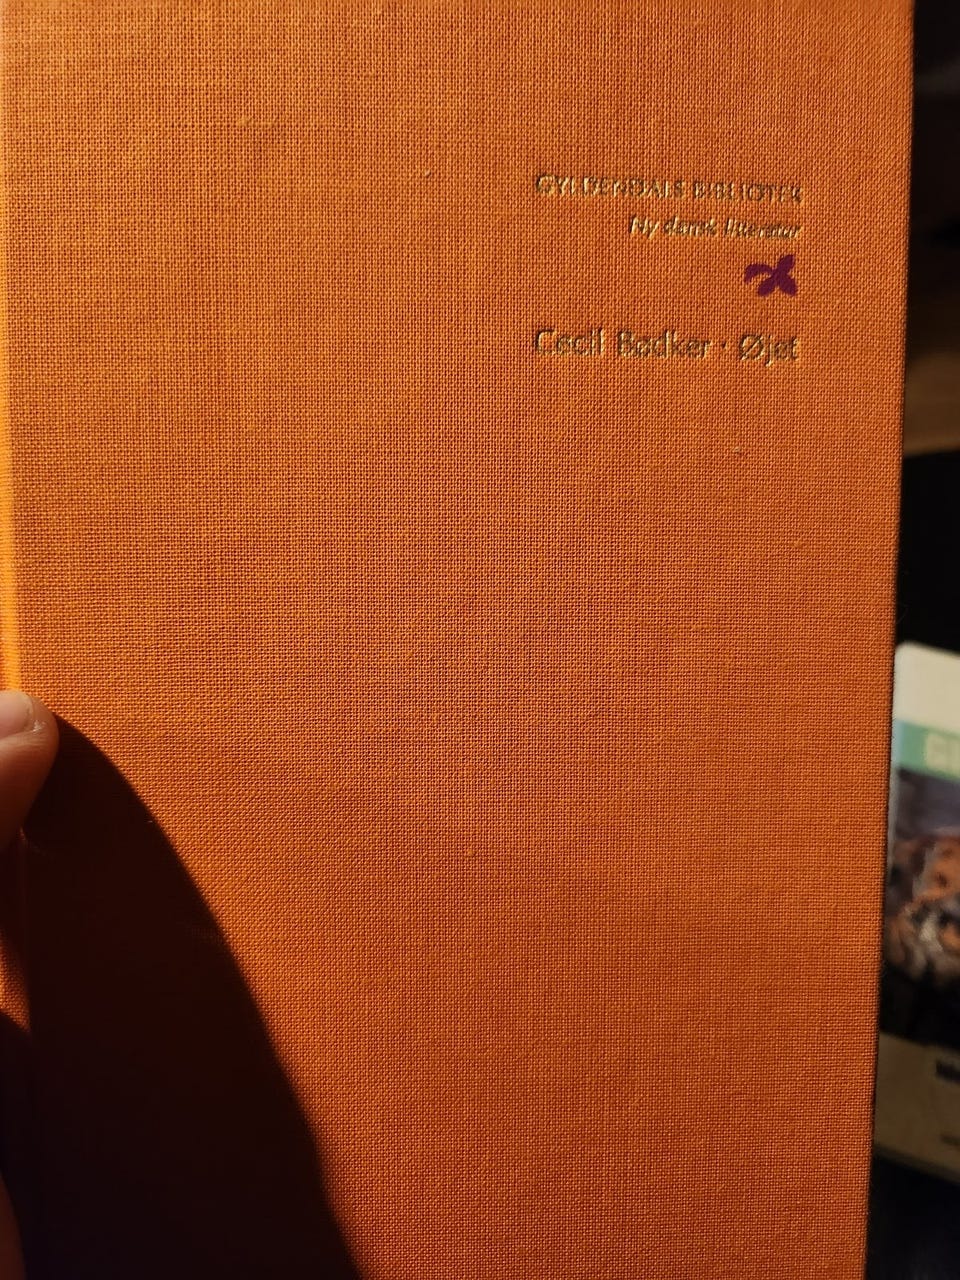 GYLDENDALS BIBLIOTEK
Ny dansk litteratur
Cecil Bødker · Øjet